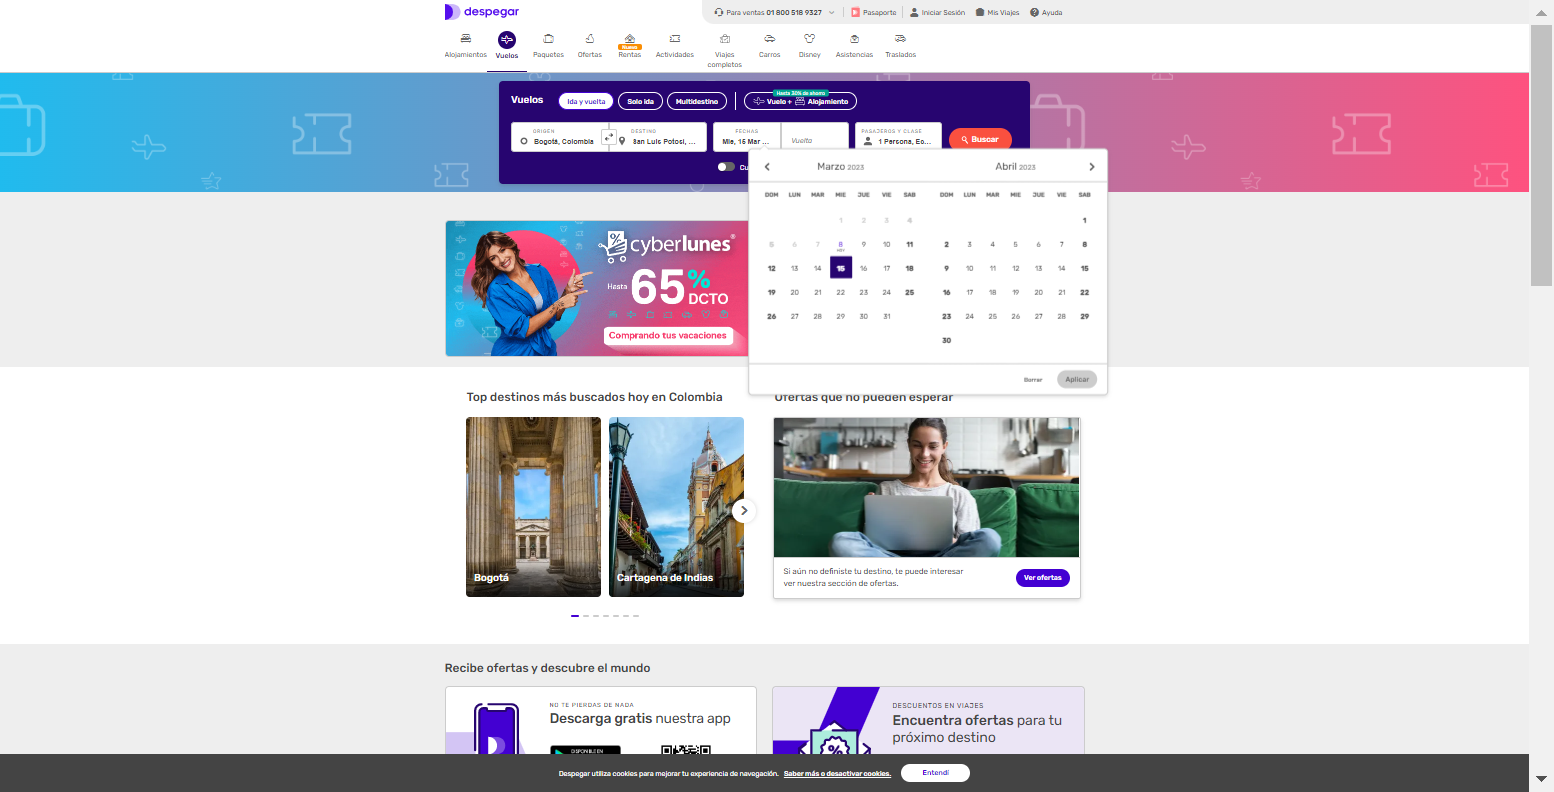 despegar
Para ventas 01 800 518 9327
Pasaporte
Iniciar Sesión
Mis Viajes
Ayuda
Alojamientos
Vuelos
Paquetes
Ofertas
Nuevo
Rentas
Actividades
Viajes
completos
Carros
Disney
Asistencias
Traslados
Vuelos
Ida y vuelta
Solo ida
Multidestino
Hasta 30% de ahorro
Vuelo + Alojamiento
ORIGEN
Bogotá, Colombia
DESTINO
San Luis Potosí, ...
FECHAS
Mie, 15 Mar ...
Vuelta
PASAJEROS Y CLASE
1 Persona, Ec...
Buscar
Cu
Marzo 2023
DOM LUN MAR MIE JUE VIE SAB
1 2 3 4
5 6 7 8 9 10 11
HOY
12 13 14 15 16 17 18
19 20 21 22 23 24 25
26 27 28 29 30 31
Abril 2023
DOM LUN MAR MIE JUE VIE SAB
1
2 3 4 5 6 7 8
9 10 11 12 13 14 15
16 17 18 19 20 21 22
23 24 25 26 27 28 29
30
Borrar
Aplicar
cyberlunes®
Hasta 65% DCTO
Comprando tus vacaciones
Top destinos más buscados hoy en Colombia
Bogotá
Cartagena de Indias
Ofertas que no pueden esperar
Si aún no definiste tu destino, te puede interesar
ver nuestra sección de ofertas.
Ver ofertas
Recibe ofertas y descubre el mundo
NO TE PIERDAS DE NADA
Descarga gratis nuestra app
DISPONIBLE EN
DESCUENTOS EN VIAJES
Encuentra ofertas para tu
próximo destino
Despegar utiliza cookies para mejorar tu experiencia de navegación. Saber más o desactivar cookies.
Entendí